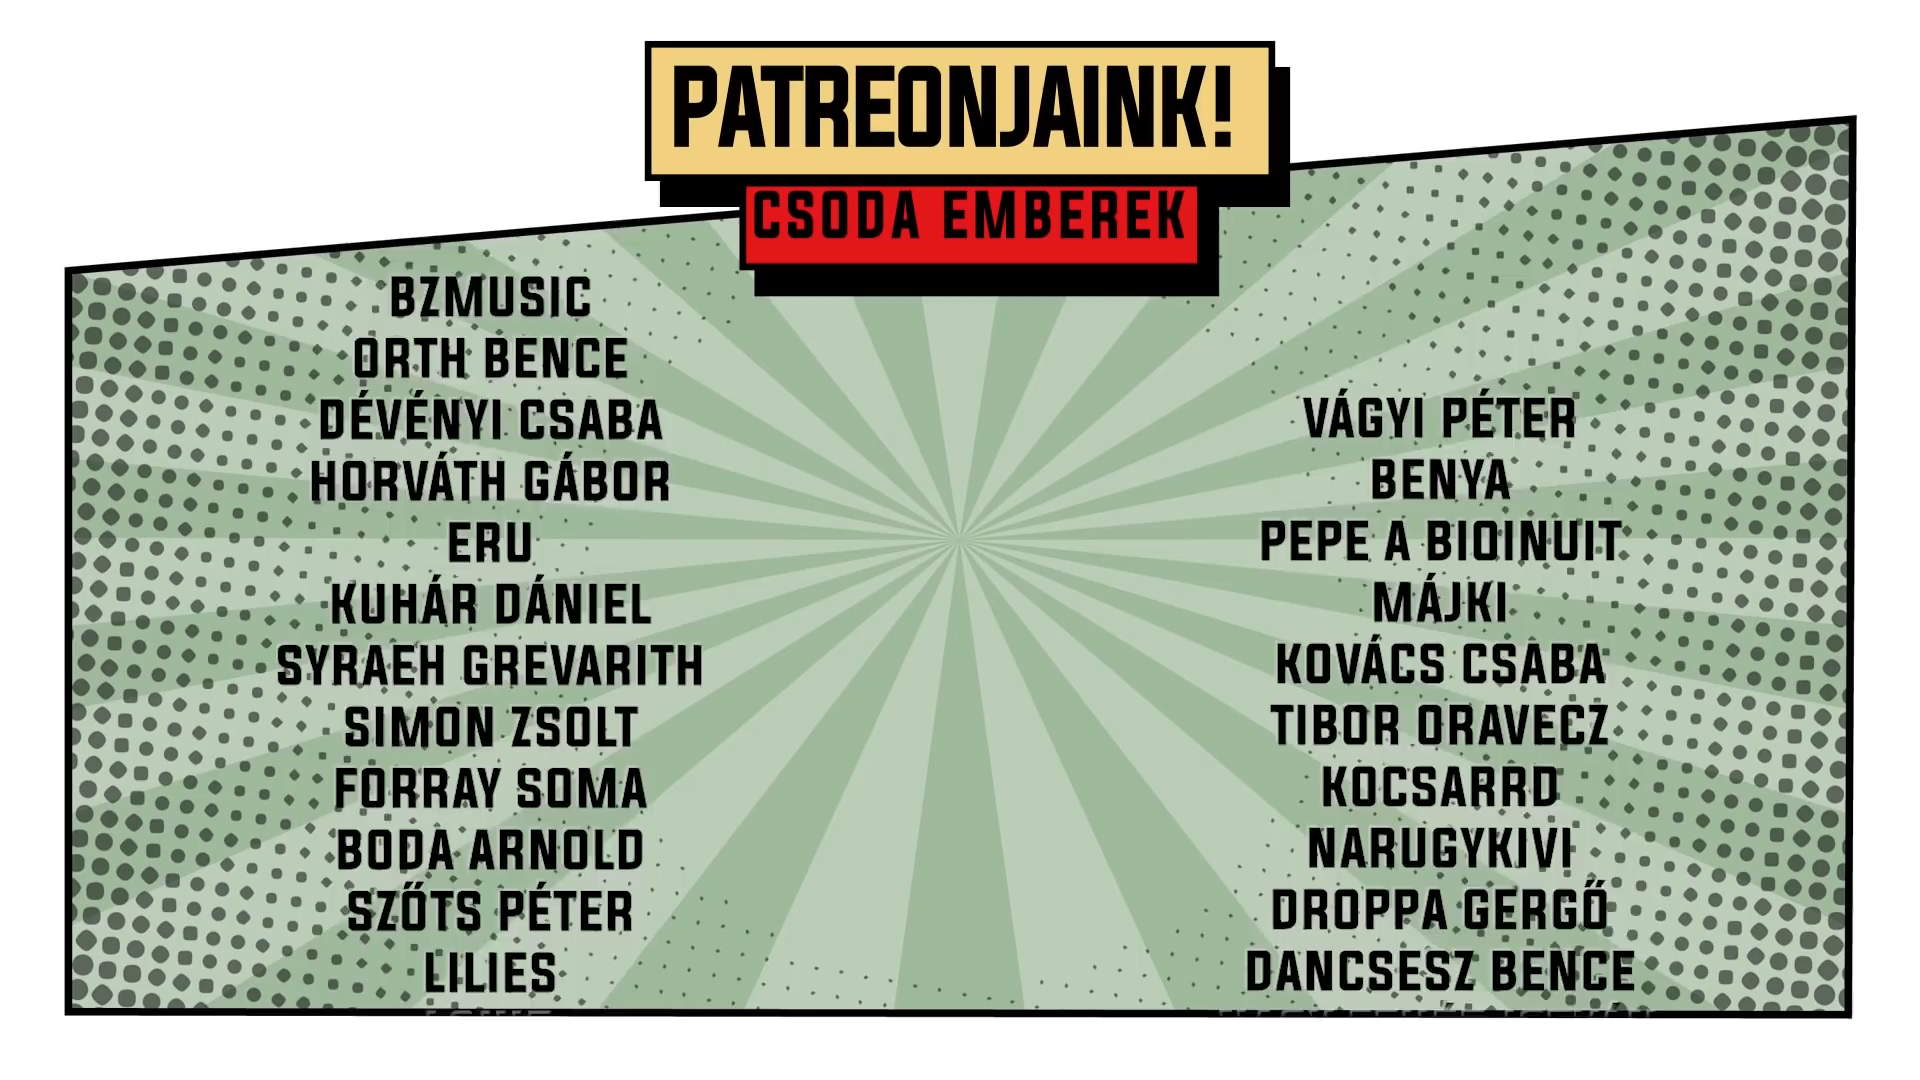 PATREONJAINK!
CSODA EMBEREK
BZMUSIC
ORTH BENCE
DÉVÉNYI CSABA
HORVÁTH GÁBOR
ERU
KUHÁR DÁNIEL
SYRAEH GREVARITH
SIMON ZSOLT
FORRAY SOMA
BODA ARNOLD
SZŐTS PÉTER
LILIES
VÁGYI PÉTER
BENYA
PEPE A BIOINUIT
MÁJKI
KOVÁCS CSABA
TIBOR ORAVECZ
KOCSARRD
NARUGYKIVI
DROPPA GERGŐ
DANCSESZ BENCE